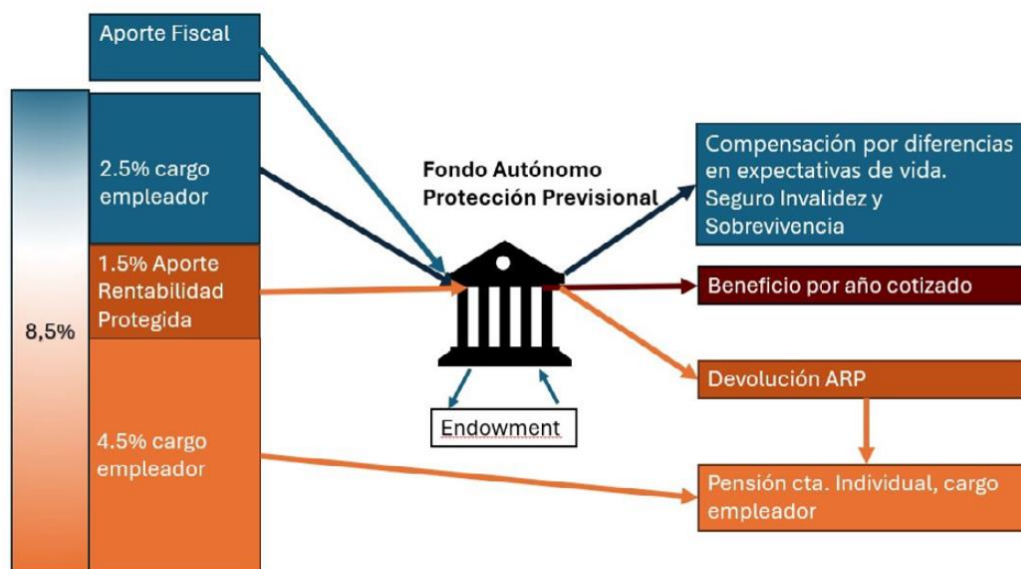 Aporte Fiscal
2.5% cargo
empleador
1.5% Aporte
Rentabilidad
Protegida
8,5%
4.5% cargo
empleador
Fondo Autónomo
Protección Previsional
Endowment
Compensación por diferencias
en expectativas de vida.
Seguro Invalidez y
Sobrevivencia
Beneficio por año cotizado
Devolución ARP
Pensión cta. Individual, cargo
empleador